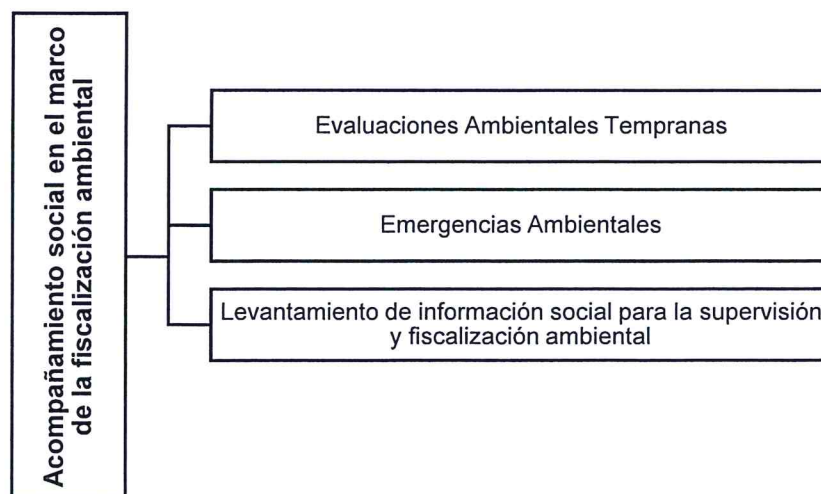 Acompañamiento social en el marco
de la fiscalización ambiental
Evaluaciones Ambientales Tempranas
Emergencias Ambientales
Levantamiento de información social para la supervisión
y fiscalización ambiental